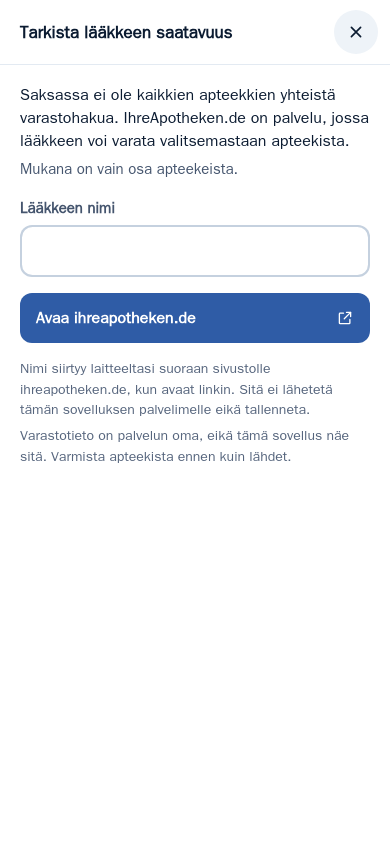 Tarkista lääkkeen saatavuus
Saksassa ei ole kaikkien apteekkien yhteistä
varastohakua. IhreApotheken.de on palvelu, jossa
lääkkeen voi varata valitsemastaan apteekista.
Mukana on vain osa apteekeista.
Lääkkeen nimi
Avaa ihreapotheken.de
Nimi siirtyy laitteeltasi suoraan sivustolle
ihreapotheken.de, kun avaat linkin. Sitä ei lähetetä
tämän sovelluksen palvelimelle eikä tallenneta.
Varastotieto on palvelun oma, eikä tämä sovellus näe
sitä. Varmista apteekista ennen kuin lähdet.